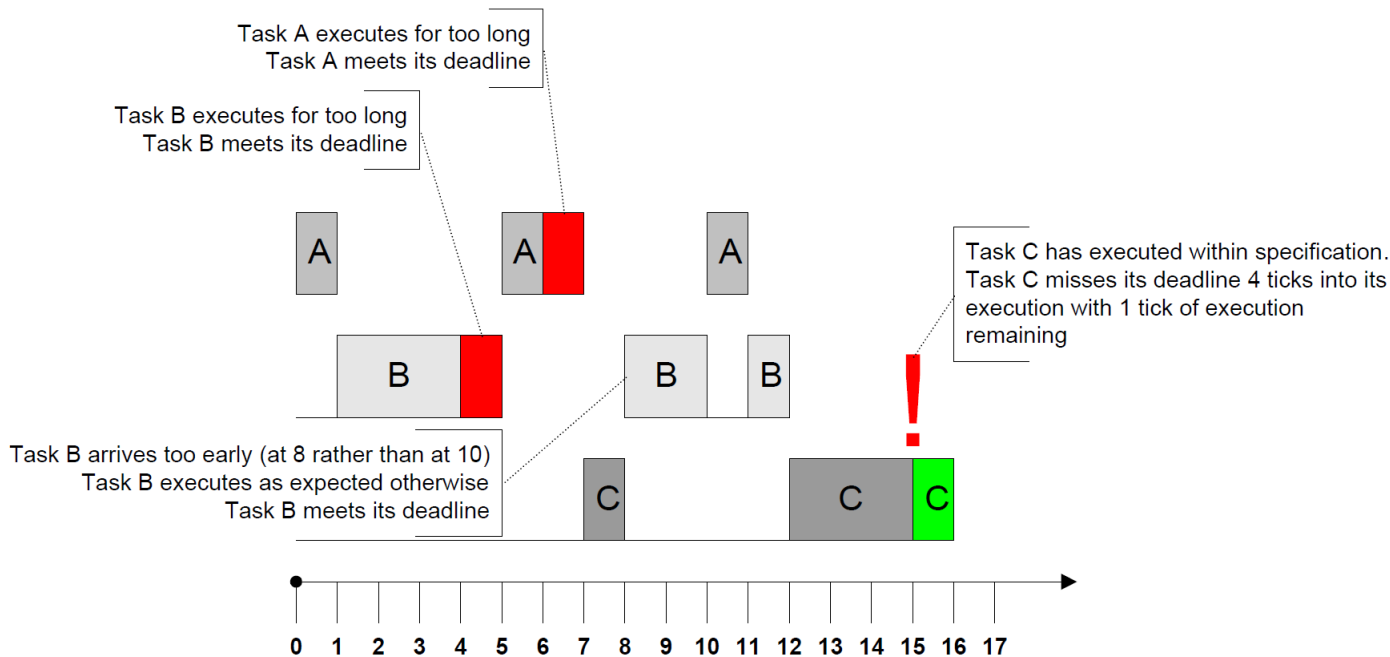 Task A executes for too long
Task A meets its deadline
Task B executes for too long
Task B meets its deadline
A
A
A
Task C has executed within specification.
Task C misses its deadline 4 ticks into its
execution with 1 tick of execution
remaining
B
B
B
!
Task B arrives too early (at 8 rather than at 10)
Task B executes as expected otherwise
Task B meets its deadline
C
C
C
0 1 2 3 4 5 6 7 8 9 10 11 12 13 14 15 16 17